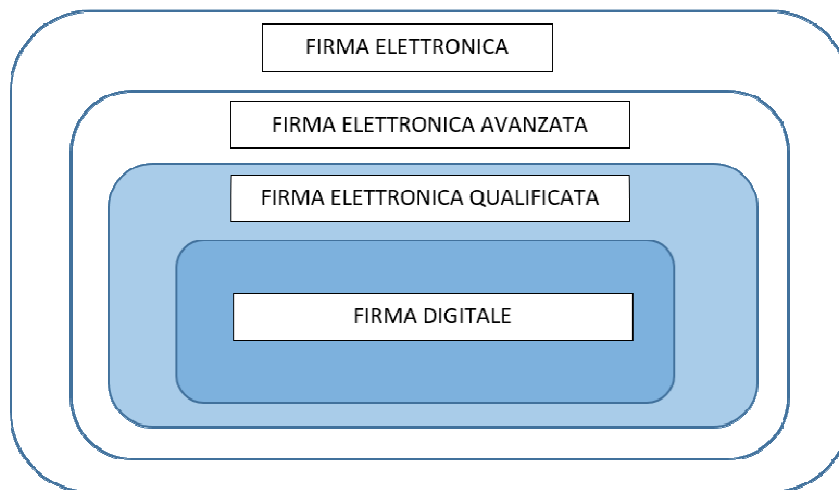 FIRMA ELETTRONICA
FIRMA ELETTRONICA AVANZATA
FIRMA ELETTRONICA QUALIFICATA
FIRMA DIGITALE